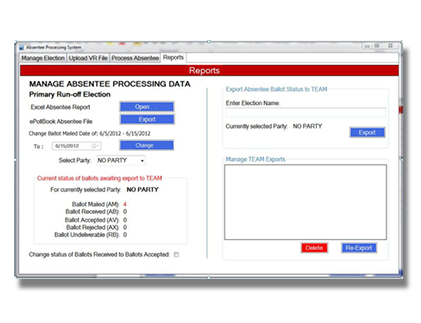 Absentee Processing System
Manage Election Upload VR File Process Absentee Reports
Reports
MANAGE ABSENTEE PROCESSING DATA
Primary Run-off Election
Excel Absentee Report Open...
ePollBook Absentee File Export
Change Ballot Mailed Date of: 6/5/2012 - 6/15/2012
To : 6/15/2012 Change
Select Party: NO PARTY
Current status of ballots awaiting export to TEAM
For currently selected Party: NO PARTY
Ballot Mailed (AM): 4
Ballot Received (AB): 0
Ballot Accepted (AV): 0
Ballot Rejected (AX): 0
Ballot Undeliverable (RB): 0
Change status of Ballots Received to Ballots Accepted:
Export Absentee Ballot Status to TEAM
Enter Election Name:
Currently selected Party: NO PARTY
Export
Manage TEAM Exports
Delete Re-Export